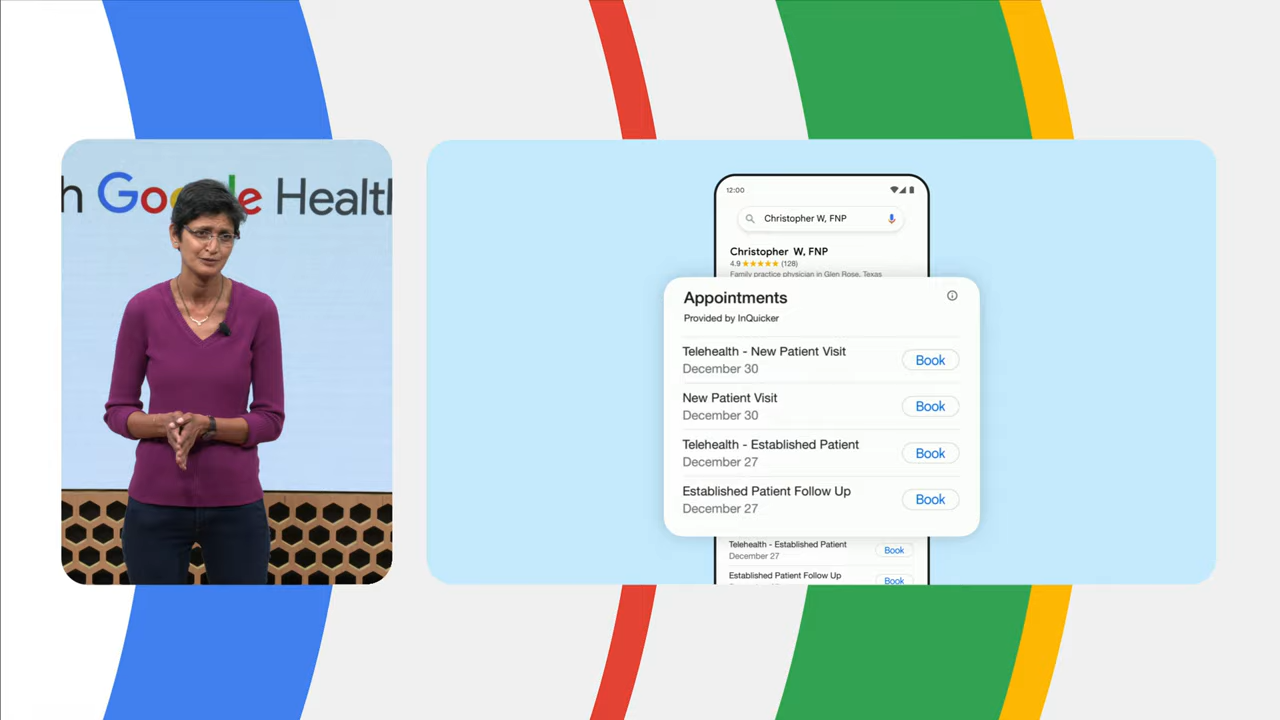 h Google Health
12:00
Christopher W, FNP
Christopher W, FNP
4.9 ★★★★★ (128)
Family practice physician in Glen Rose, Texas
Appointments
Provided by InQuicker
Telehealth - New Patient Visit
December 30
Book
New Patient Visit
December 30
Book
Telehealth - Established Patient
December 27
Book
Established Patient Follow Up
December 27
Book
Telehealth - Established Patient
December 27
Book
Established Patient Follow Up
Book